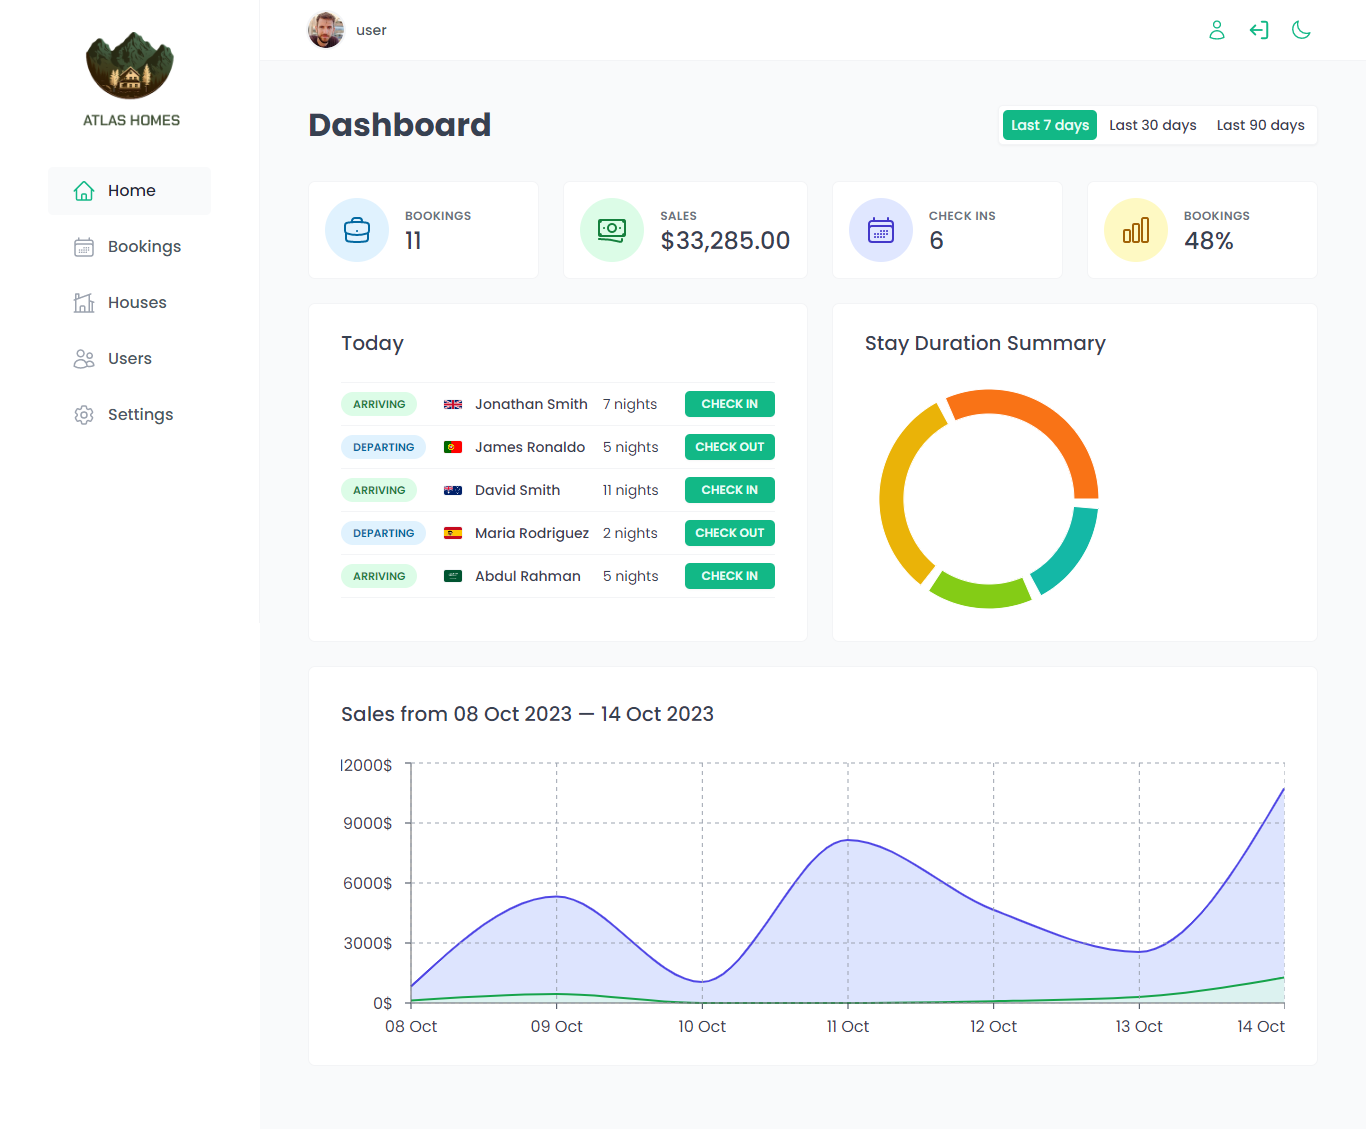 ATLAS HOMES
Home
Bookings
Houses
Users
Settings
user
Dashboard
Last 7 days Last 30 days Last 90 days
BOOKINGS
11
SALES
$33,285.00
CHECK INS
6
BOOKINGS
48%
Today
ARRIVING Jonathan Smith 7 nights CHECK IN
DEPARTING James Ronaldo 5 nights CHECK OUT
ARRIVING David Smith 11 nights CHECK IN
DEPARTING Maria Rodriguez 2 nights CHECK OUT
ARRIVING Abdul Rahman 5 nights CHECK IN
Stay Duration Summary
Sales from 08 Oct 2023 — 14 Oct 2023
12000$
9000$
6000$
3000$
0$
08 Oct 09 Oct 10 Oct 11 Oct 12 Oct 13 Oct 14 Oct